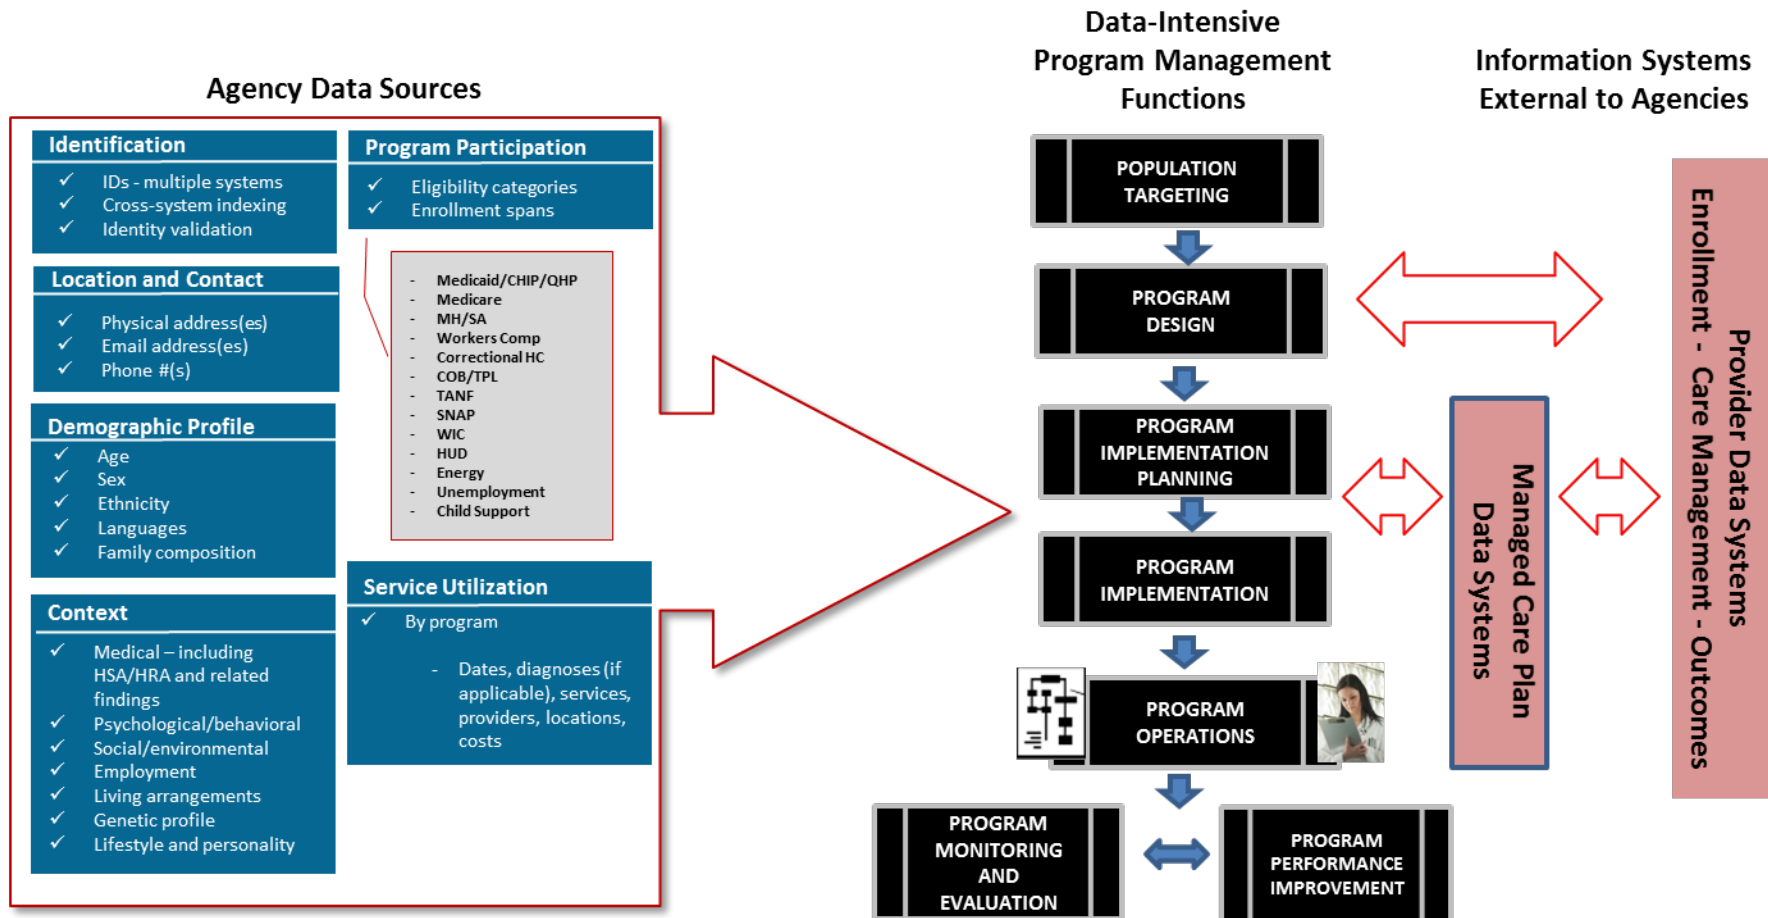 Agency Data Sources
Identification
IDs - multiple systems
Cross-system indexing
Identity validation
Location and Contact
Physical address(es)
Email address(es)
Phone #(s)
Demographic Profile
Age
Sex
Ethnicity
Languages
Family composition
Context
Medical – including
HSA/HRA and related
findings
Psychological/behavioral
Social/environmental
Employment
Living arrangements
Genetic profile
Lifestyle and personality
Program Participation
Eligibility categories
Enrollment spans
- Medicaid/CHIP/QHP
- Medicare
- MH/SA
- Workers Comp
- Correctional HC
- COB/TPL
- TANF
- SNAP
- WIC
- HUD
- Energy
- Unemployment
- Child Support
Service Utilization
By program
- Dates, diagnoses (if
applicable), services,
providers, locations,
costs
Data-Intensive
Program Management
Functions
POPULATION
TARGETING
PROGRAM
DESIGN
PROGRAM
IMPLEMENTATION
PLANNING
PROGRAM
IMPLEMENTATION
PROGRAM
OPERATIONS
PROGRAM
MONITORING
AND
EVALUATION
PROGRAM
PERFORMANCE
IMPROVEMENT
Information Systems
External to Agencies
Managed Care Plan
Data Systems
Provider Data Systems
Enrollment - Care Management - Outcomes